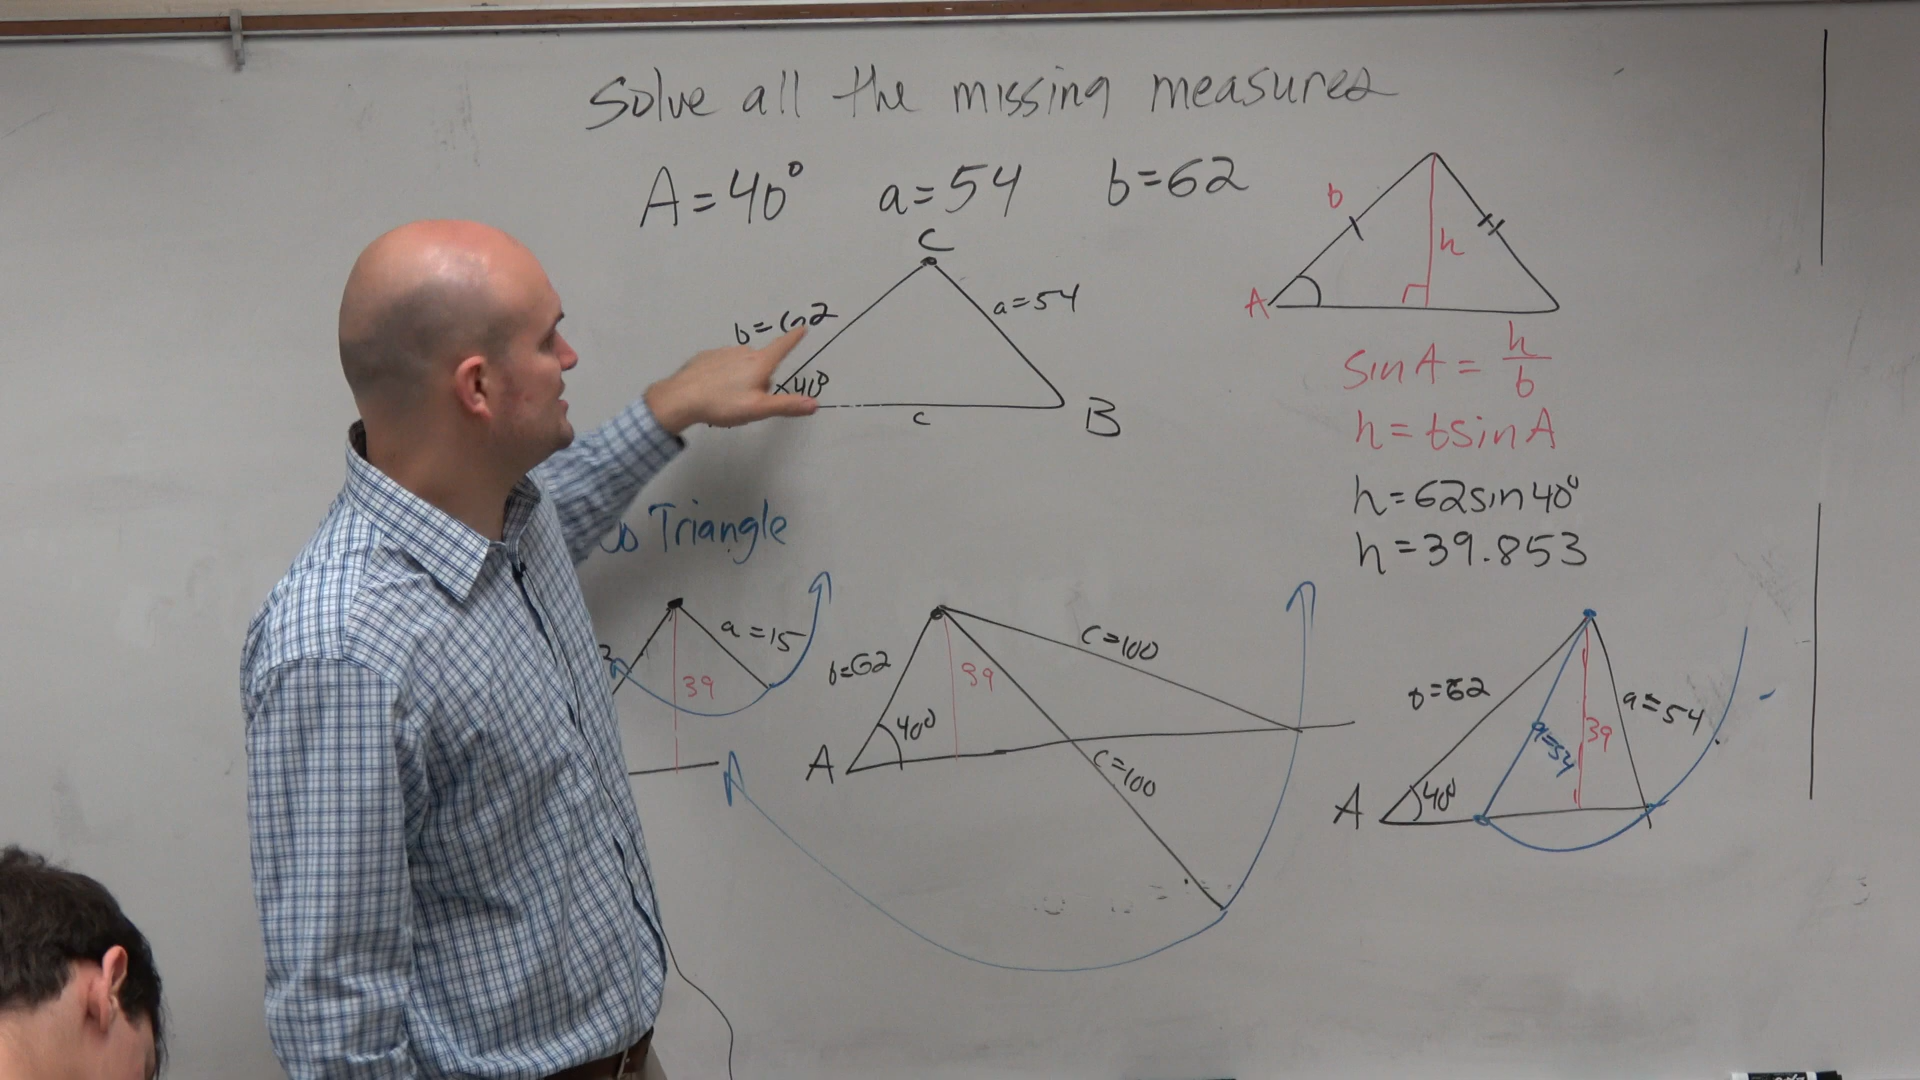 Solve all the missing measures
A=40° a=54 b=62
C
b=62
a=54
40°
c
B
b
h
A
sin A = h/b
h=bsinA
h=62sin40°
h=39.853
Triangle
a=15
39
b=62
39
40°
A
c=100
c=100
b=62
a=54
a=54
39
40°
A